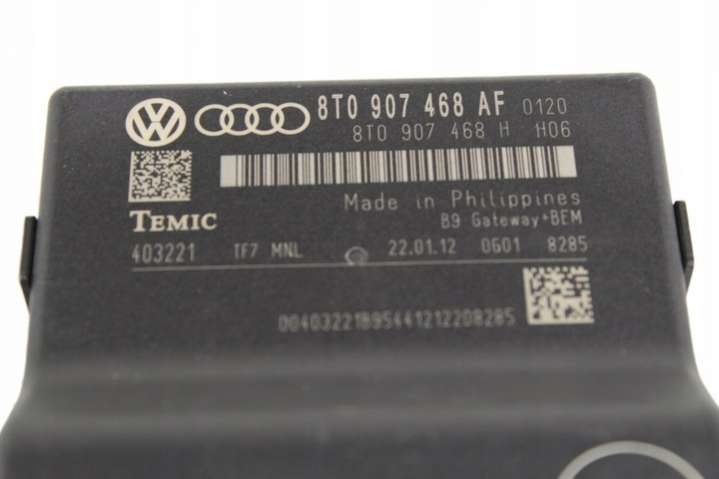 8T0 907 468 AF 0120
8T0 907 468 H H06
Made in Philippines
TEMIC
B9 Gateway+BEM
403221 TF7 MNL 22.01.12 0601 8285
00403221B95441212208285